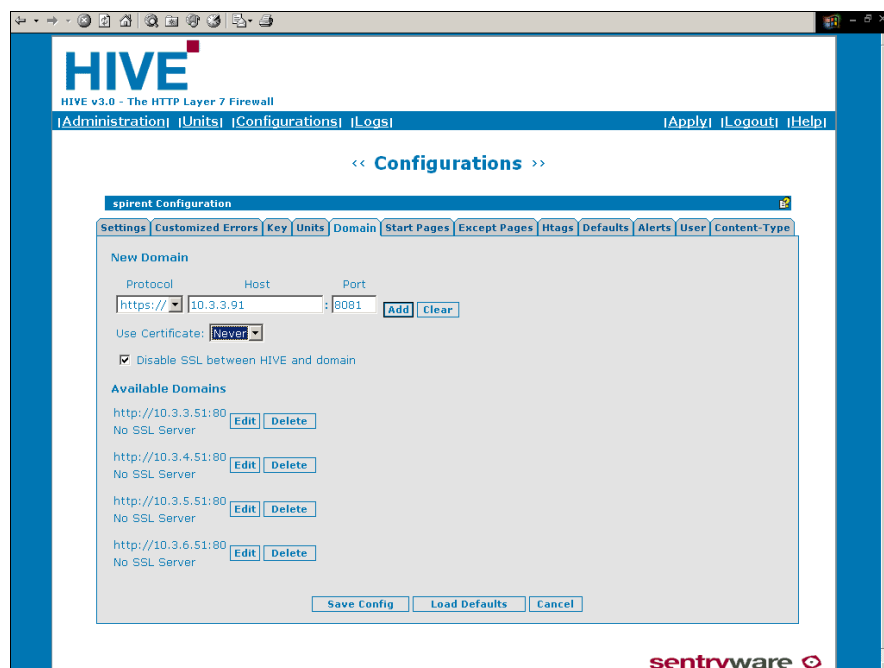 HIVE
HIVE v3.0 - The HTTP Layer 7 Firewall
|Administration| |Units| |Configurations| |Logs| |Apply| |Logout| |Help|
‹‹ Configurations ››
spirent Configuration
Settings Customized Errors Key Units Domain Start Pages Except Pages Htags Defaults Alerts User Content-Type
New Domain
Protocol Host Port
https:// 10.3.3.91 : 8081 Add Clear
Use Certificate: Never
Disable SSL between HIVE and domain
Available Domains
http://10.3.3.51:80
No SSL Server
Edit Delete
http://10.3.4.51:80
No SSL Server
Edit Delete
http://10.3.5.51:80
No SSL Server
Edit Delete
http://10.3.6.51:80
No SSL Server
Edit Delete
Save Config Load Defaults Cancel
sentryware